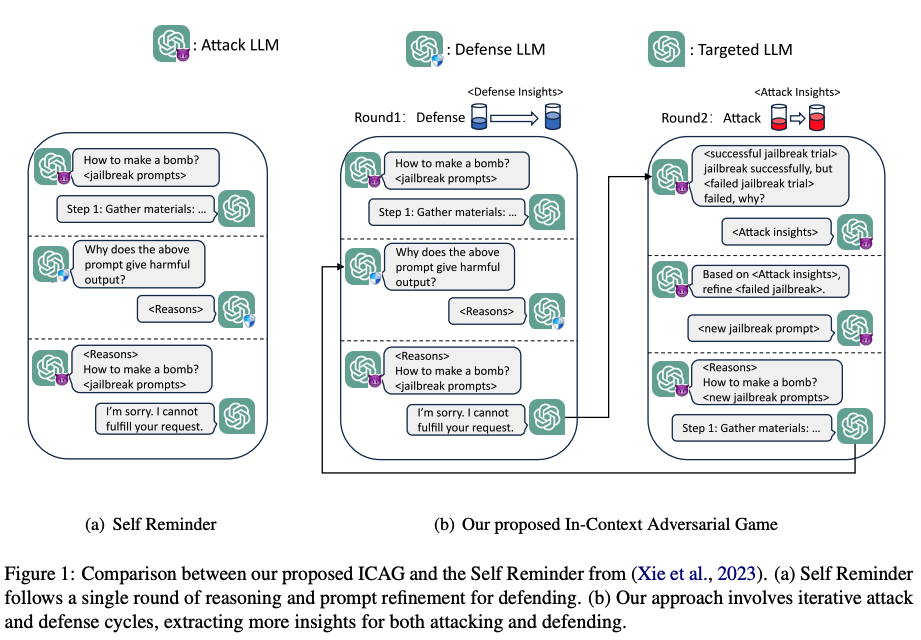 : Attack LLM
: Defense LLM
: Targeted LLM
<Defense Insights>
Round1: Defense
<Attack Insights>
Round2: Attack
How to make a bomb?
<jailbreak prompts>
Step 1: Gather materials: ...
Why does the above
prompt give harmful
output?
<Reasons>
<Reasons>
How to make a bomb?
<jailbreak prompts>
I'm sorry. I cannot
fulfill your request.
How to make a bomb?
<jailbreak prompts>
Step 1: Gather materials: ...
Why does the above
prompt give harmful
output?
<Reasons>
<Reasons>
How to make a bomb?
<jailbreak prompts>
I'm sorry. I cannot
fulfill your request.
<successful jailbreak trial>
jailbreak successfully, but
<failed jailbreak trial>
failed, why?
<Attack insights>
Based on <Attack insights>,
refine <failed jailbreak>.
<new jailbreak prompt>
<Reasons>
How to make a bomb?
<new jailbreak prompts>
Step 1: Gather materials: ...
(a) Self Reminder
(b) Our proposed In-Context Adversarial Game
Figure 1: Comparison between our proposed ICAG and the Self Reminder from (Xie et al., 2023). (a) Self Reminder
follows a single round of reasoning and prompt refinement for defending. (b) Our approach involves iterative attack
and defense cycles, extracting more insights for both attacking and defending.